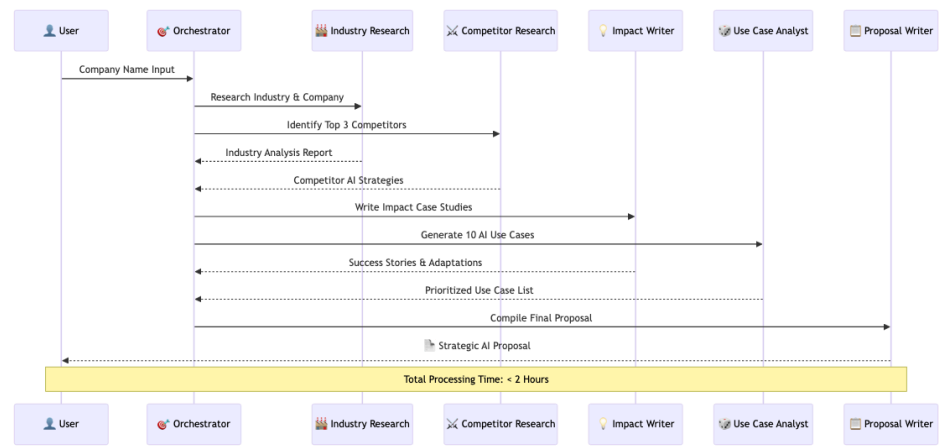 User
Orchestrator
Industry Research
Competitor Research
Impact Writer
Use Case Analyst
Proposal Writer
Company Name Input
Research Industry & Company
Identify Top 3 Competitors
Industry Analysis Report
Competitor AI Strategies
Write Impact Case Studies
Generate 10 AI Use Cases
Success Stories & Adaptations
Prioritized Use Case List
Compile Final Proposal
Strategic AI Proposal
Total Processing Time: < 2 Hours
User
Orchestrator
Industry Research
Competitor Research
Impact Writer
Use Case Analyst
Proposal Writer